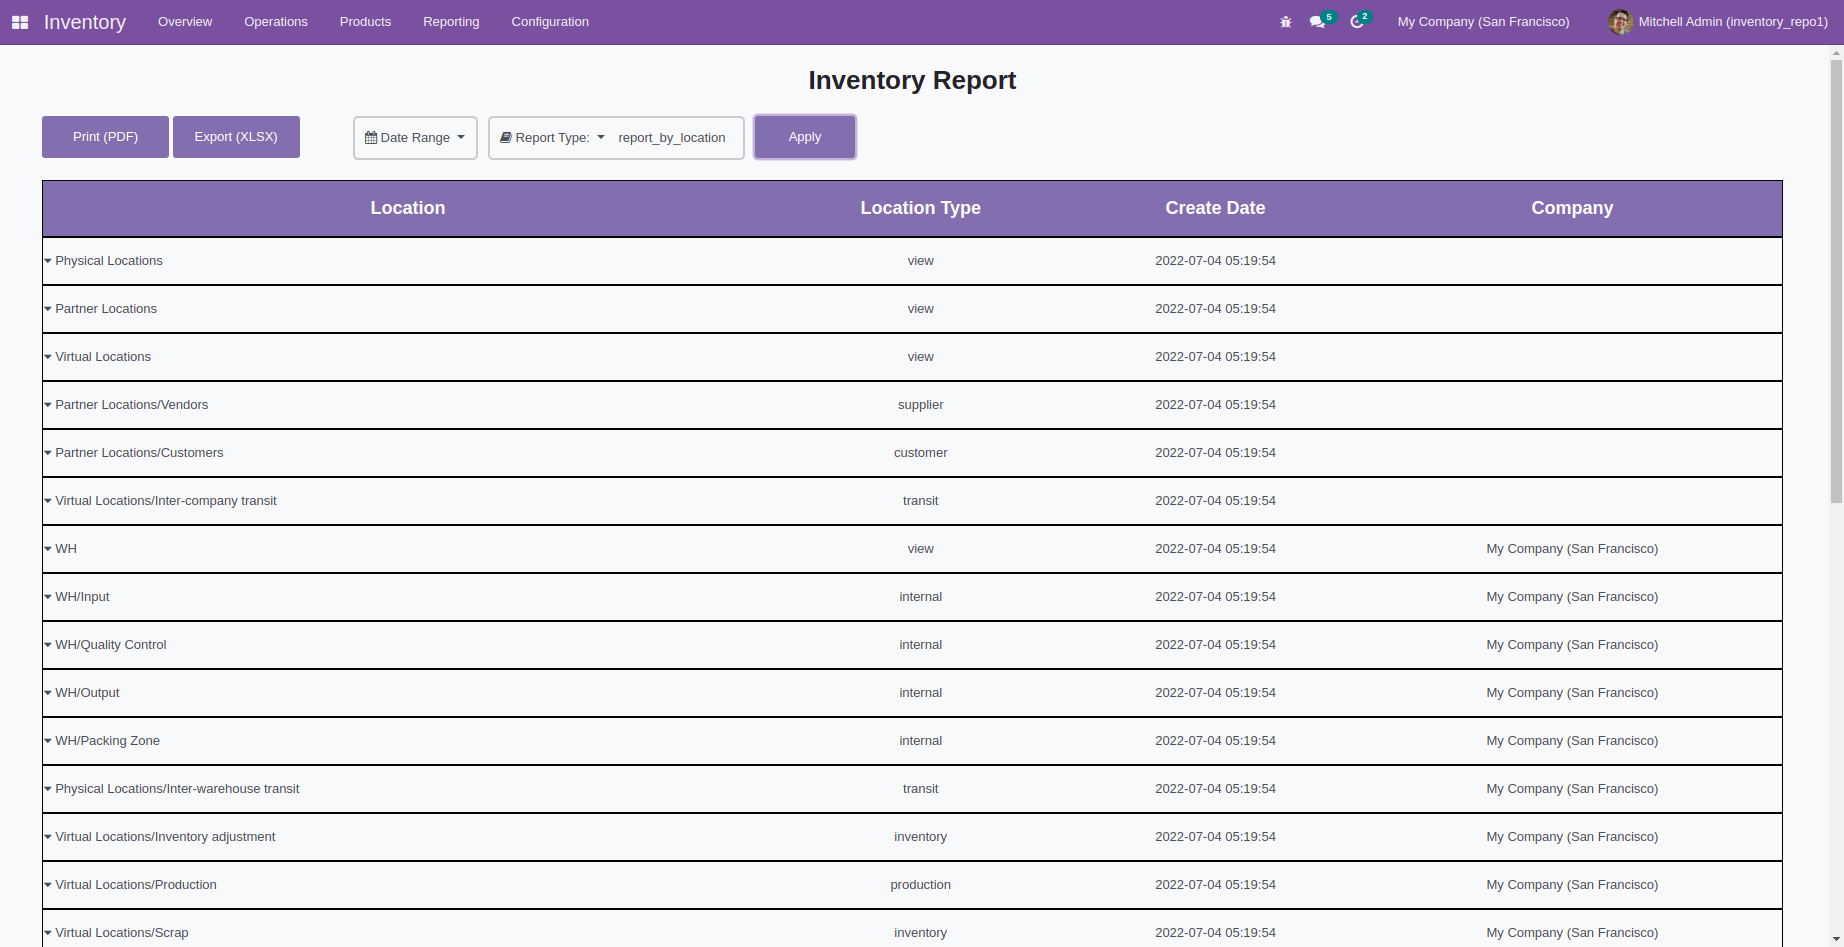 Inventory Overview Operations Products Reporting Configuration 5 2 My Company (San Francisco) Mitchell Admin (inventory_repo1)
Inventory Report
Print (PDF) Export (XLSX) Date Range Report Type: report_by_location Apply
Location Location Type Create Date Company
Physical Locations view 2022-07-04 05:19:54
Partner Locations view 2022-07-04 05:19:54
Virtual Locations view 2022-07-04 05:19:54
Partner Locations/Vendors supplier 2022-07-04 05:19:54
Partner Locations/Customers customer 2022-07-04 05:19:54
Virtual Locations/Inter-company transit transit 2022-07-04 05:19:54
WH view 2022-07-04 05:19:54 My Company (San Francisco)
WH/Input internal 2022-07-04 05:19:54 My Company (San Francisco)
WH/Quality Control internal 2022-07-04 05:19:54 My Company (San Francisco)
WH/Output internal 2022-07-04 05:19:54 My Company (San Francisco)
WH/Packing Zone internal 2022-07-04 05:19:54 My Company (San Francisco)
Physical Locations/Inter-warehouse transit transit 2022-07-04 05:19:54 My Company (San Francisco)
Virtual Locations/Inventory adjustment inventory 2022-07-04 05:19:54 My Company (San Francisco)
Virtual Locations/Production production 2022-07-04 05:19:54 My Company (San Francisco)
Virtual Locations/Scrap inventory 2022-07-04 05:19:54 My Company (San Francisco)